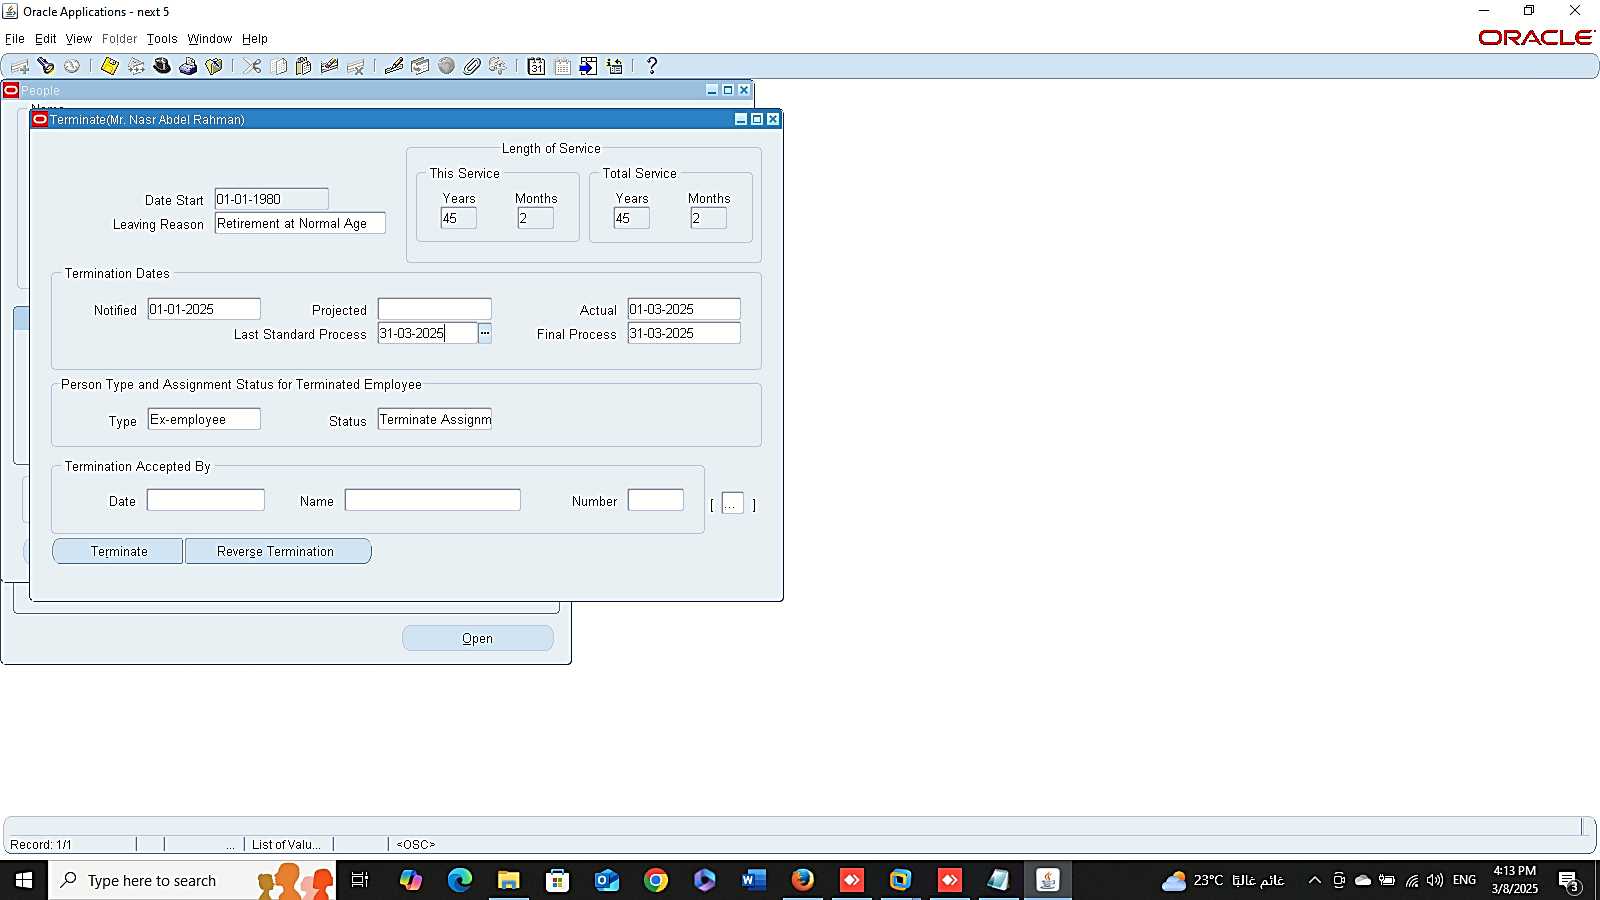 Oracle Applications - next 5
File Edit View Folder Tools Window Help
ORACLE
People
Name
Terminate(Mr. Nasr Abdel Rahman)
Length of Service
This Service
Total Service
Years Months Years Months
45 2 45 2
Date Start 01-01-1980
Leaving Reason Retirement at Normal Age
Termination Dates
Notified 01-01-2025 Projected Actual 01-03-2025
Last Standard Process 31-03-2025 Final Process 31-03-2025
Person Type and Assignment Status for Terminated Employee
Type Ex-employee Status Terminate Assignm
Termination Accepted By
Date Name Number [ ... ]
Terminate Reverse Termination
Open
Record: 1/1 ... List of Valu... <OSC>
Type here to search
23°C غائم غالبًا
ENG
4:13 PM
3/8/2025
3